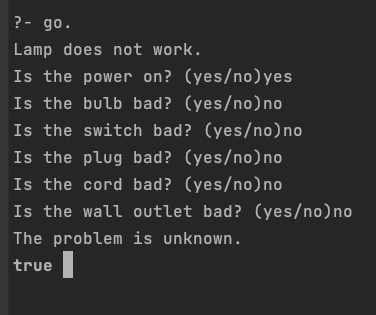 ?- go.
Lamp does not work.
Is the power on? (yes/no)yes
Is the bulb bad? (yes/no)no
Is the switch bad? (yes/no)no
Is the plug bad? (yes/no)no
Is the cord bad? (yes/no)no
Is the wall outlet bad? (yes/no)no
The problem is unknown.
true